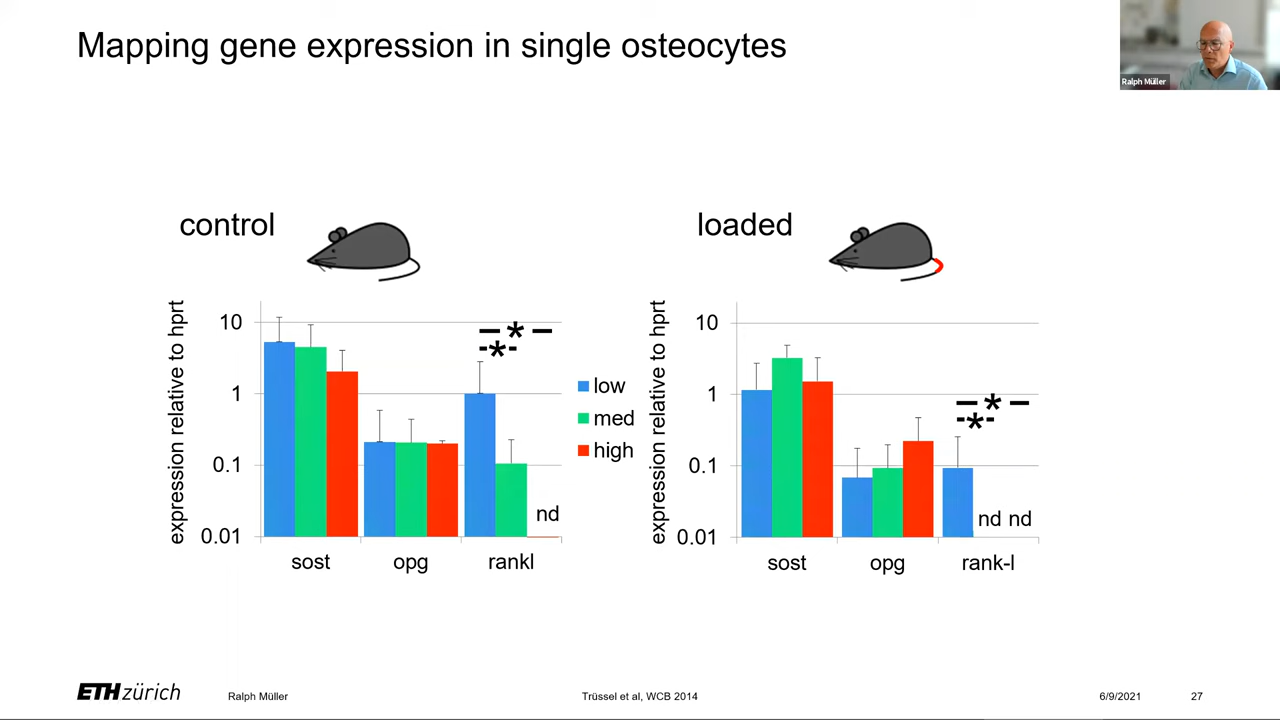 Mapping gene expression in single osteocytes
Ralph Müller
control
loaded
expression relative to hprt
10
1
0.1
0.01
*
*
nd
sost
opg
rankl
low
med
high
expression relative to hprt
10
1
0.1
0.01
*
*
nd nd
sost
opg
rank-l
ETH zürich
Ralph Müller
Trüssel et al, WCB 2014
6/9/2021
27